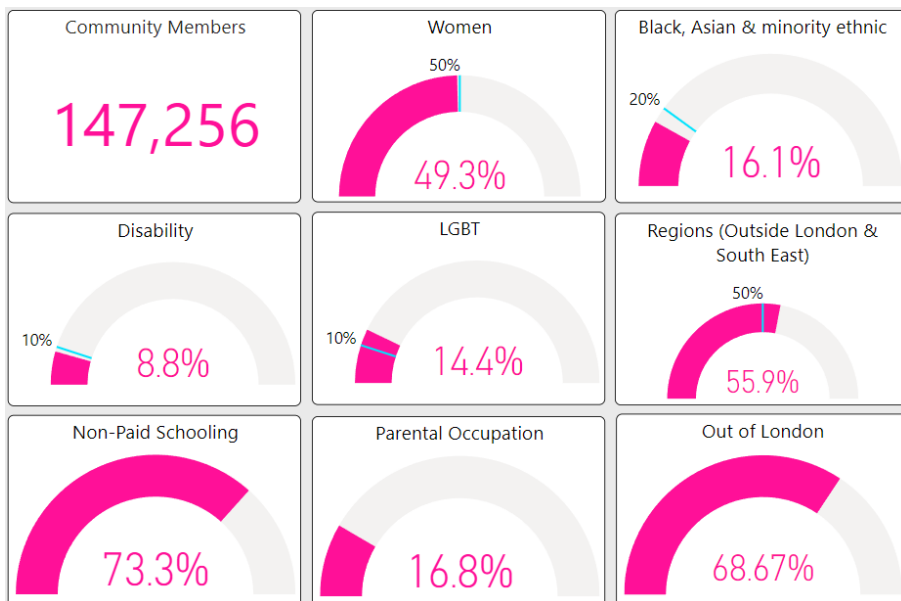 Community Members
147,256
Women
50%
49.3%
Black, Asian & minority ethnic
20%
16.1%
Disability
10%
8.8%
LGBT
10%
14.4%
Regions (Outside London &
South East)
50%
55.9%
Non-Paid Schooling
73.3%
Parental Occupation
16.8%
Out of London
68.67%